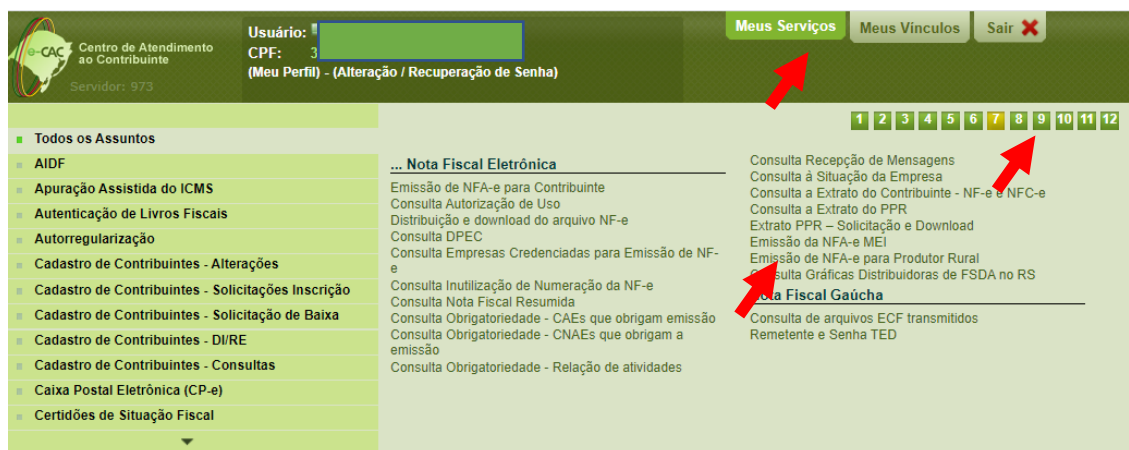 e-CAC
Centro de Atendimento
ao Contribuinte
Servidor: 973
Usuário:
CPF: 3
(Meu Perfil) - (Alteração / Recuperação de Senha)
Meus Serviços
Meus Vínculos
Sair
1 2 3 4 5 6 7 8 9 10 11 12
Todos os Assuntos
AIDF
Apuração Assistida do ICMS
Autenticação de Livros Fiscais
Autorregularização
Cadastro de Contribuintes - Alterações
Cadastro de Contribuintes - Solicitações Inscrição
Cadastro de Contribuintes - Solicitação de Baixa
Cadastro de Contribuintes - DI/RE
Cadastro de Contribuintes - Consultas
Caixa Postal Eletrônica (CP-e)
Certidões de Situação Fiscal
... Nota Fiscal Eletrônica
Emissão de NFA-e para Contribuinte
Consulta Autorização de Uso
Distribuição e download do arquivo NF-e
Consulta DPEC
Consulta Empresas Credenciadas para Emissão de NF-
e
Consulta Inutilização de Numeração da NF-e
Consulta Nota Fiscal Resumida
Consulta Obrigatoriedade - CAEs que obrigam emissão
Consulta Obrigatoriedade - CNAEs que obrigam a
emissão
Consulta Obrigatoriedade - Relação de atividades
Consulta Recepção de Mensagens
Consulta à Situação da Empresa
Consulta a Extrato do Contribuinte - NF-e e NFC-e
Consulta a Extrato do PPR
Extrato PPR – Solicitação e Download
Emissão da NFA-e MEI
Emissão de NFA-e para Produtor Rural
Consulta Gráficas Distribuidoras de FSDA no RS
Nota Fiscal Gaúcha
Consulta de arquivos ECF transmitidos
Remetente e Senha TED